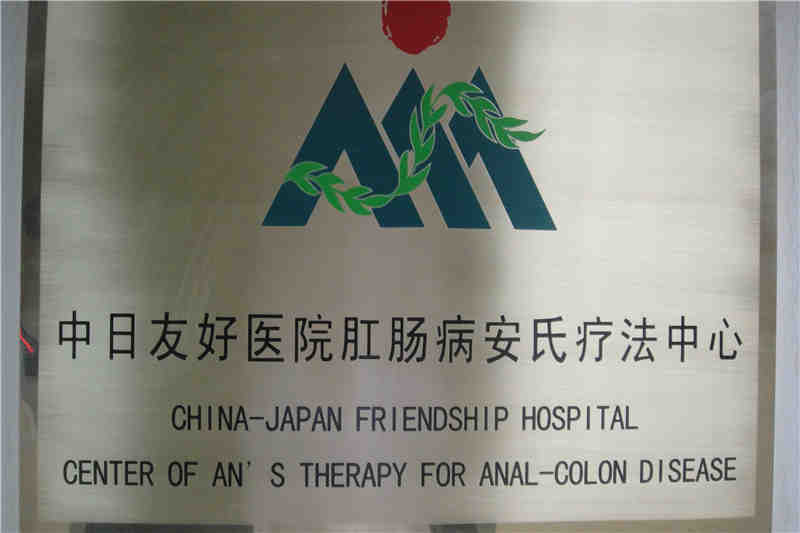 中日友好医院肛肠病安氏疗法中心
CHINA-JAPAN FRIENDSHIP HOSPITAL
CENTER OF AN'S THERAPY FOR ANAL-COLON DISEASE